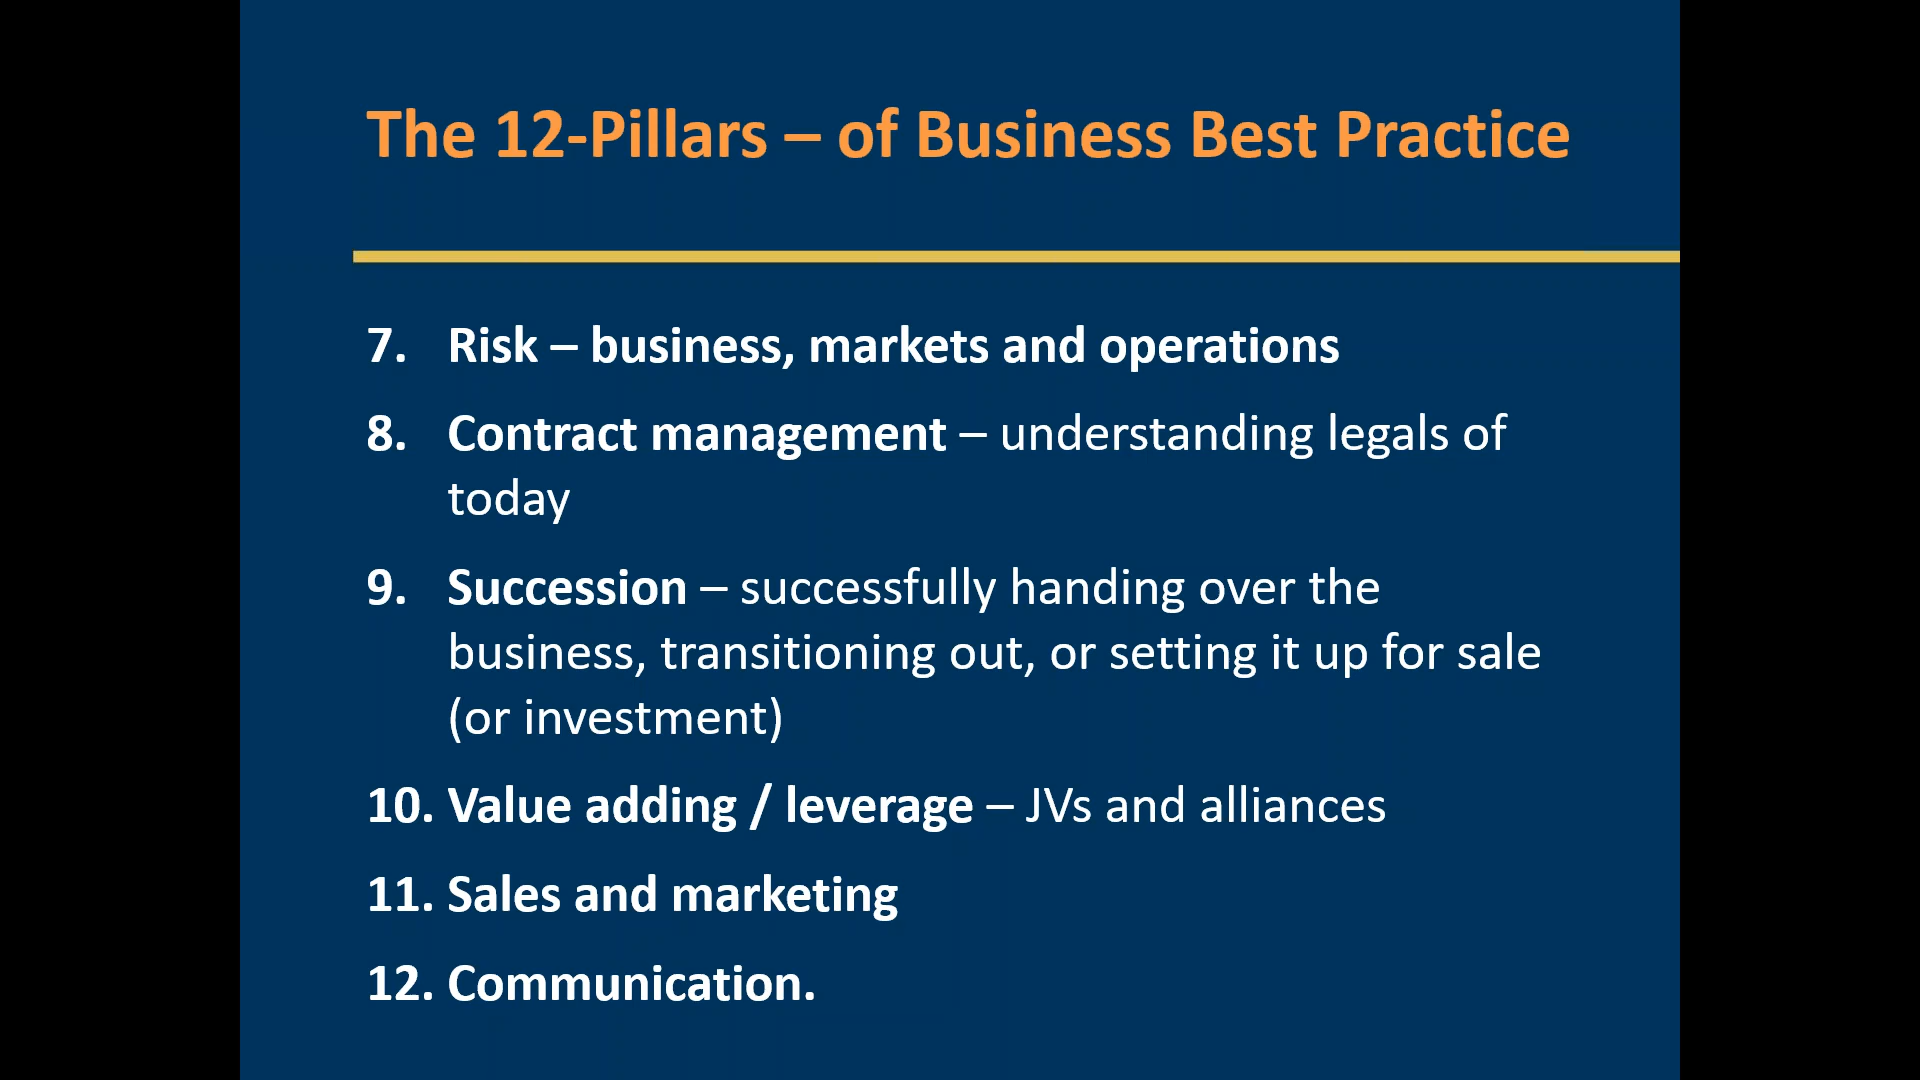 The 12-Pillars – of Business Best Practice
7. Risk – business, markets and operations
8. Contract management – understanding legals of
today
9. Succession – successfully handing over the
business, transitioning out, or setting it up for sale
(or investment)
10. Value adding / leverage – JVs and alliances
11. Sales and marketing
12. Communication.